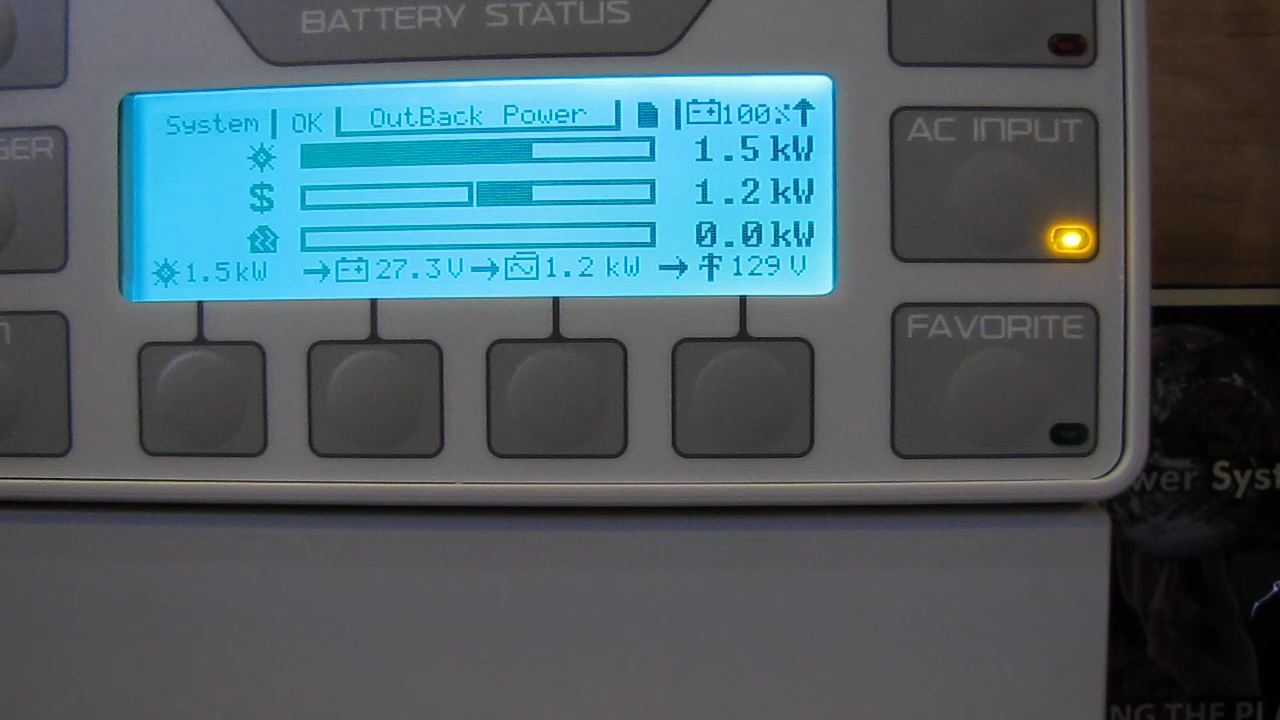 BATTERY STATUS
System OK OutBack Power 100%
1.5 kW
$ 1.2 kW
0.0 kW
1.5 kW 27.3 V 1.2 kW 129 V
GER
AC INPUT
FAVORITE
wer Syst
NG THE PL